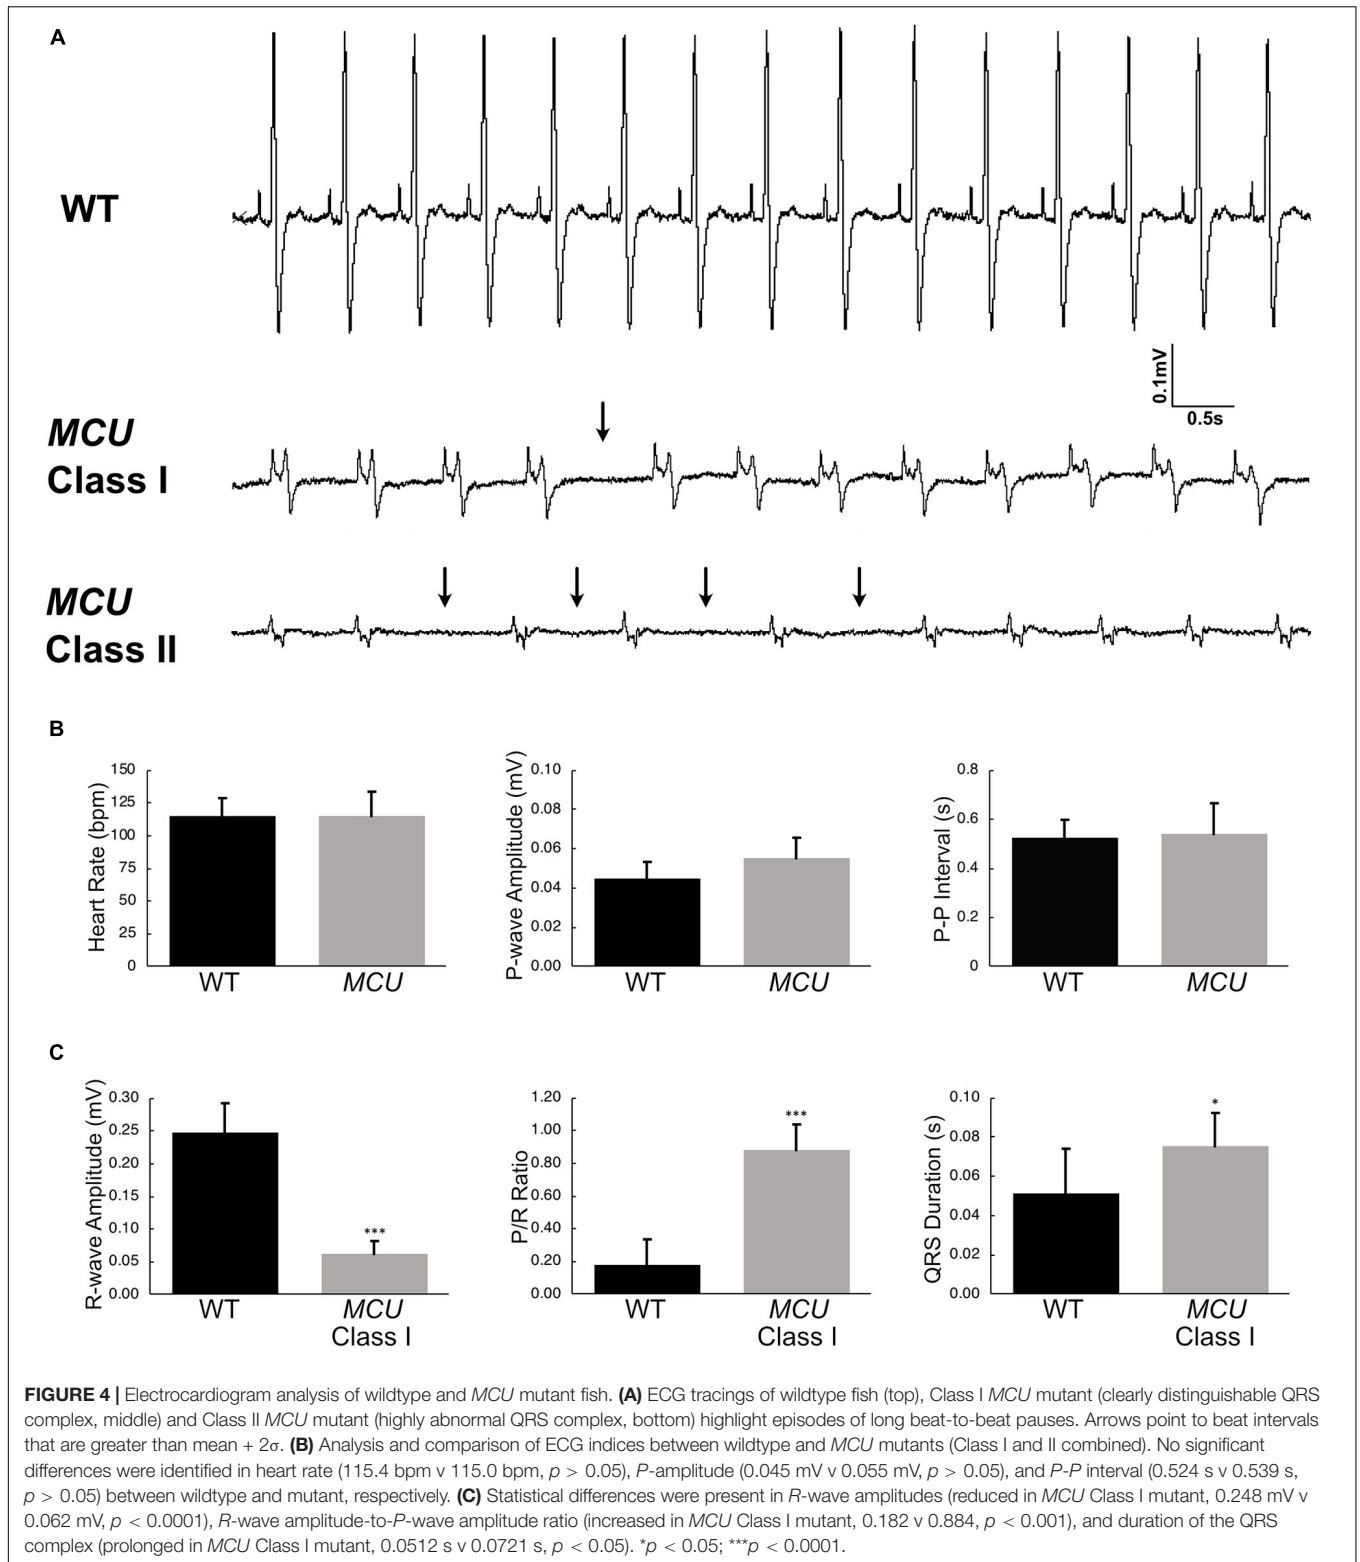 A
WT
0.1mV
0.5s
MCU
Class I
MCU
Class II
B
Heart Rate (bpm)
150
125
100
75
50
25
0
WT
MCU
P-wave Amplitude (mV)
0.10
0.08
0.06
0.04
0.02
0.00
WT
MCU
P-P Interval (s)
0.8
0.6
0.4
0.2
0
WT
MCU
C
R-wave Amplitude (mV)
0.30
0.25
0.20
0.15
0.10
0.05
0.00
***
WT
MCU
Class I
P/R Ratio
1.20
1.00
0.80
0.60
0.40
0.20
0.00
***
WT
MCU
Class I
QRS Duration (s)
0.10
0.08
0.06
0.04
0.02
0.00
*
WT
MCU
Class I
FIGURE 4 | Electrocardiogram analysis of wildtype and MCU mutant fish. (A) ECG tracings of wildtype fish (top), Class I MCU mutant (clearly distinguishable QRS
complex, middle) and Class II MCU mutant (highly abnormal QRS complex, bottom) highlight episodes of long beat-to-beat pauses. Arrows point to beat intervals
that are greater than mean + 2σ. (B) Analysis and comparison of ECG indices between wildtype and MCU mutants (Class I and II combined). No significant
differences were identified in heart rate (115.4 bpm v 115.0 bpm, p > 0.05), P-amplitude (0.045 mV v 0.055 mV, p > 0.05), and P-P interval (0.524 s v 0.539 s,
p > 0.05) between wildtype and mutant, respectively. (C) Statistical differences were present in R-wave amplitudes (reduced in MCU Class I mutant, 0.248 mV v
0.062 mV, p < 0.0001), R-wave amplitude-to-P-wave amplitude ratio (increased in MCU Class I mutant, 0.182 v 0.884, p < 0.001), and duration of the QRS
complex (prolonged in MCU Class I mutant, 0.0512 s v 0.0721 s, p < 0.05). *p < 0.05; ***p < 0.0001.